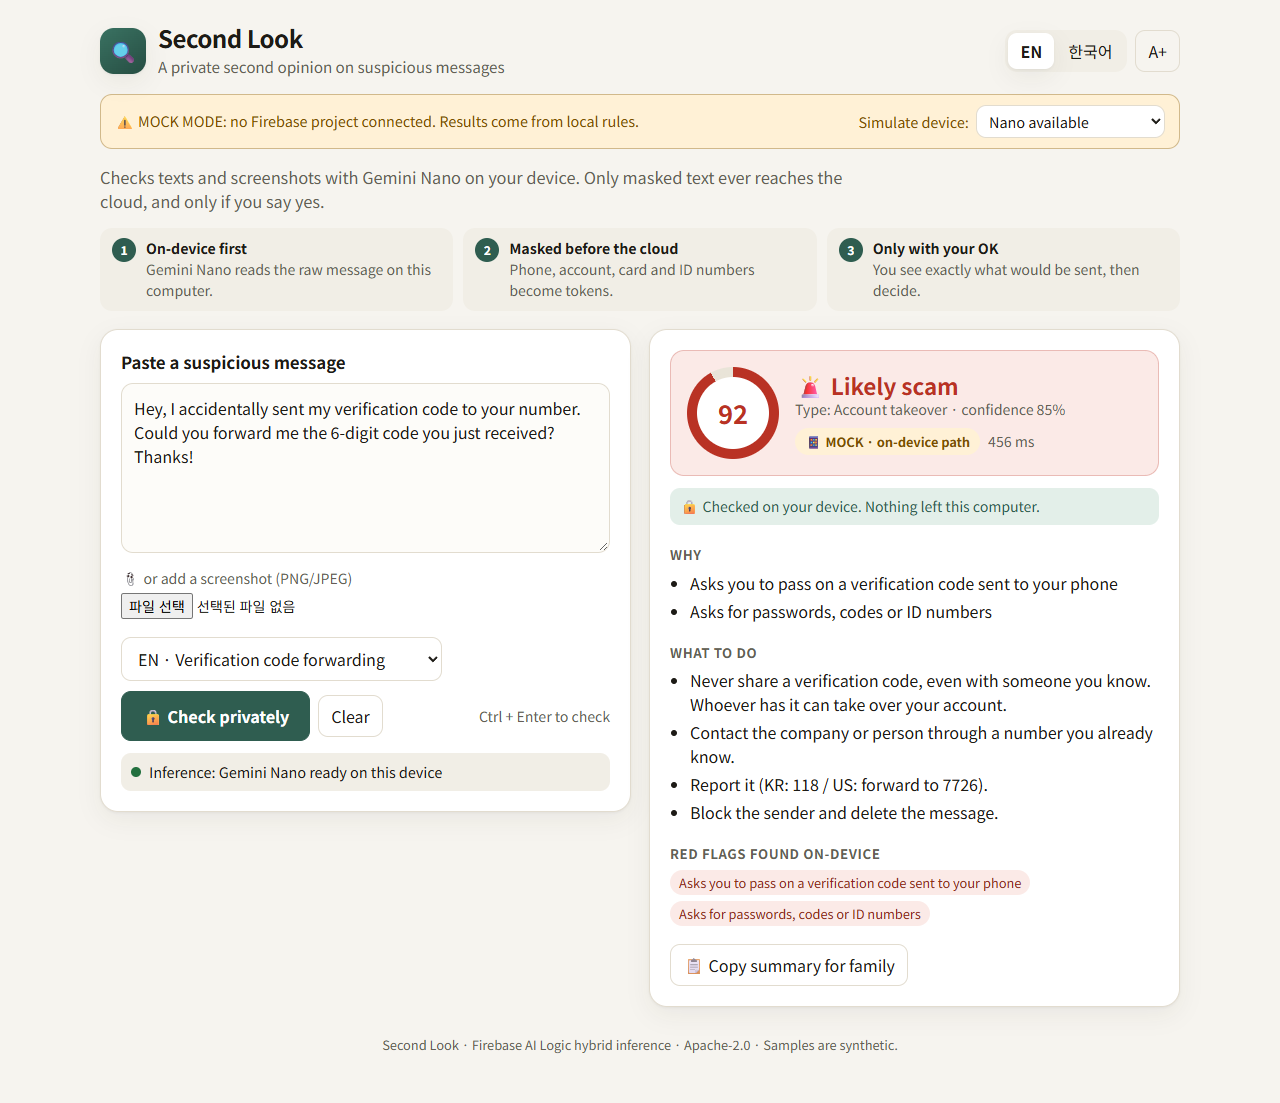 Second Look
A private second opinion on suspicious messages
EN
한국어
A+
MOCK MODE: no Firebase project connected. Results come from local rules.
Simulate device:
Nano available
Checks texts and screenshots with Gemini Nano on your device. Only masked text ever reaches the
cloud, and only if you say yes.
1
On-device first
Gemini Nano reads the raw message on this
computer.
2
Masked before the cloud
Phone, account, card and ID numbers
become tokens.
3
Only with your OK
You see exactly what would be sent, then
decide.
Paste a suspicious message
Hey, I accidentally sent my verification code to your number.
Could you forward me the 6-digit code you just received?
Thanks!
or add a screenshot (PNG/JPEG)
파일 선택 선택된 파일 없음
EN · Verification code forwarding
Check privately
Clear
Ctrl + Enter to check
Inference: Gemini Nano ready on this device
92
Likely scam
Type: Account takeover · confidence 85%
MOCK · on-device path
456 ms
Checked on your device. Nothing left this computer.
WHY
Asks you to pass on a verification code sent to your phone
Asks for passwords, codes or ID numbers
WHAT TO DO
Never share a verification code, even with someone you know.
Whoever has it can take over your account.
Contact the company or person through a number you already
know.
Report it (KR: 118 / US: forward to 7726).
Block the sender and delete the message.
RED FLAGS FOUND ON-DEVICE
Asks you to pass on a verification code sent to your phone
Asks for passwords, codes or ID numbers
Copy summary for family
Second Look · Firebase AI Logic hybrid inference · Apache-2.0 · Samples are synthetic.